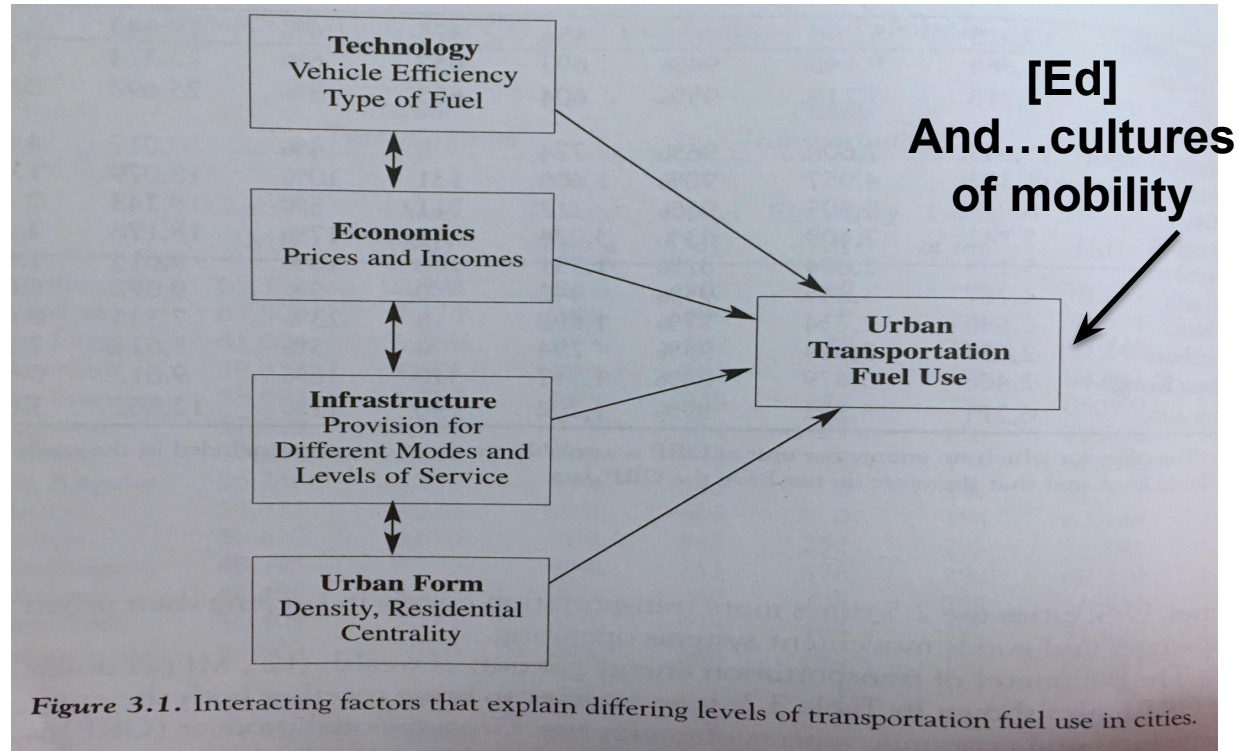 Technology
Vehicle Efficiency
Type of Fuel
[Ed]
And…cultures
of mobility
Economics
Prices and Incomes
Urban
Transportation
Fuel Use
Infrastructure
Provision for
Different Modes and
Levels of Service
Urban Form
Density, Residential
Centrality
Figure 3.1. Interacting factors that explain differing levels of transportation fuel use in cities.